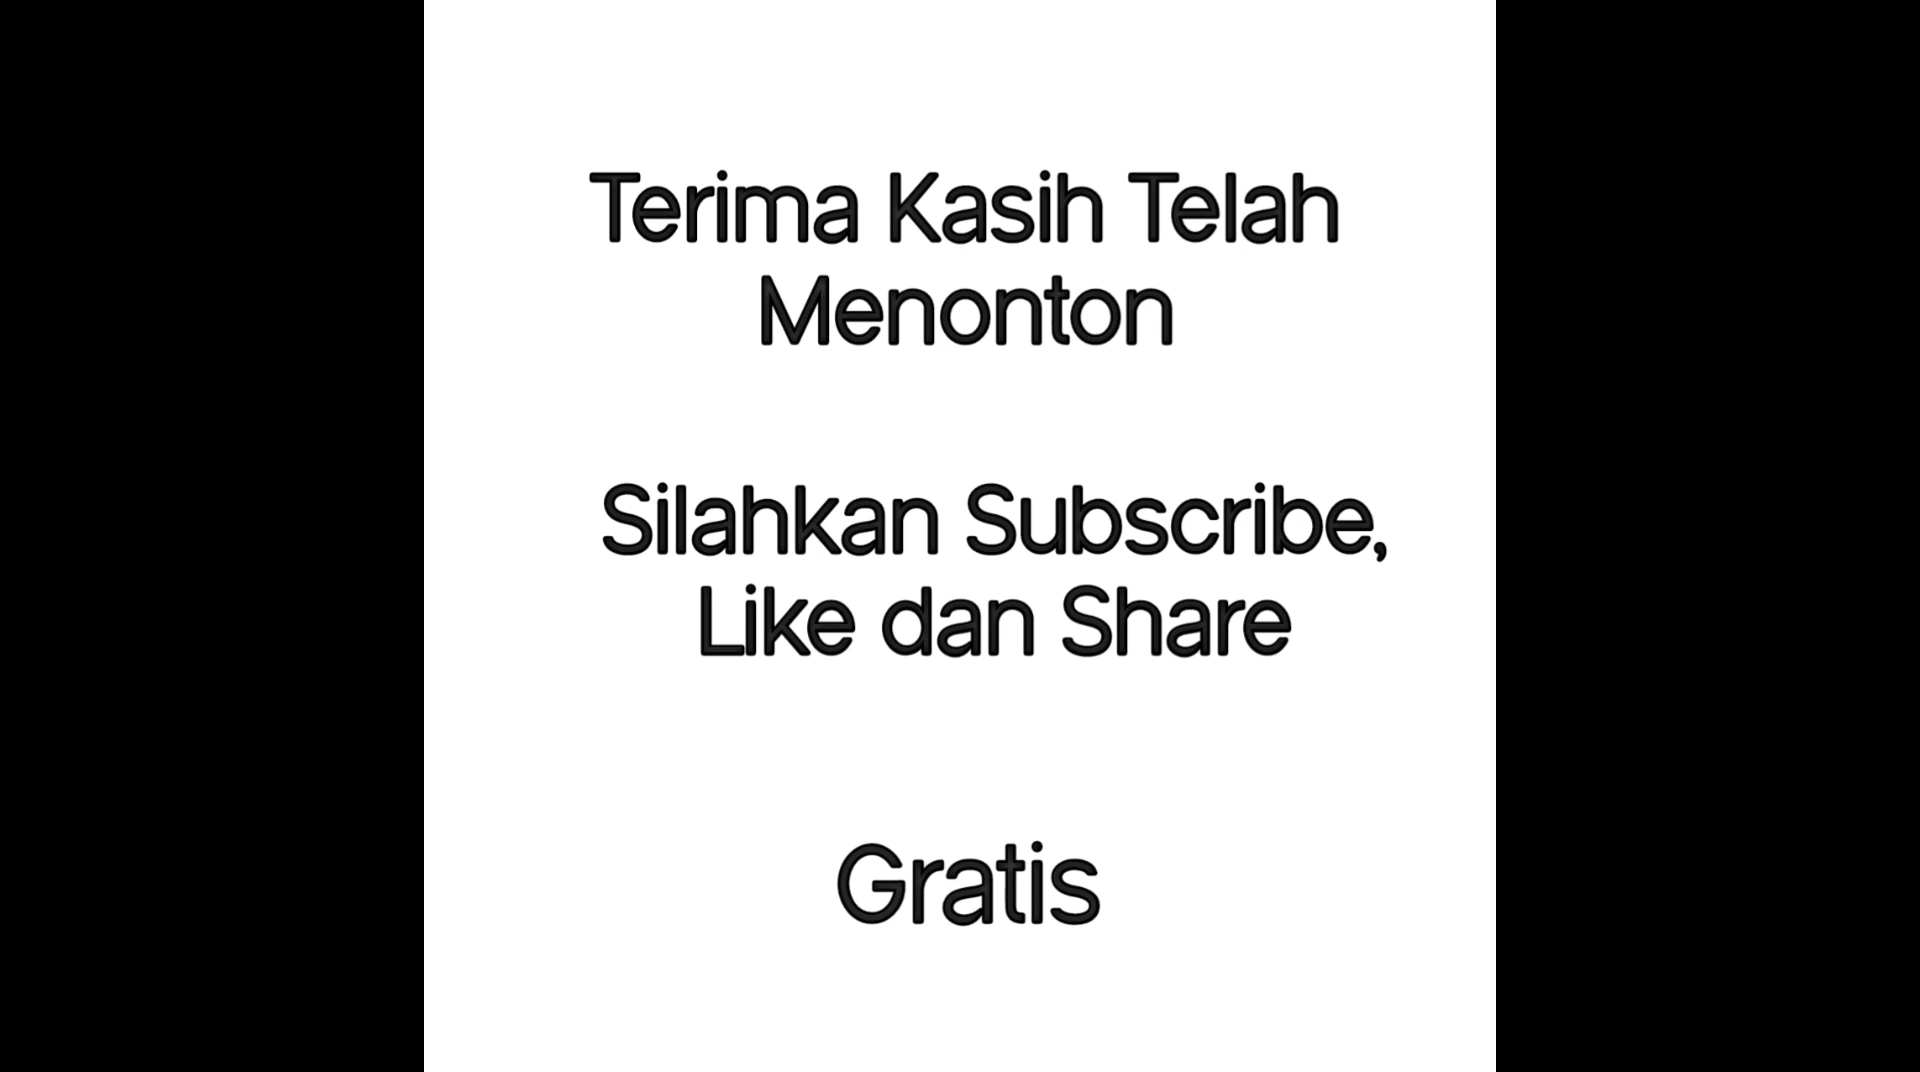 Terima Kasih Telah
Menonton
Silahkan Subscribe,
Like dan Share
Gratis